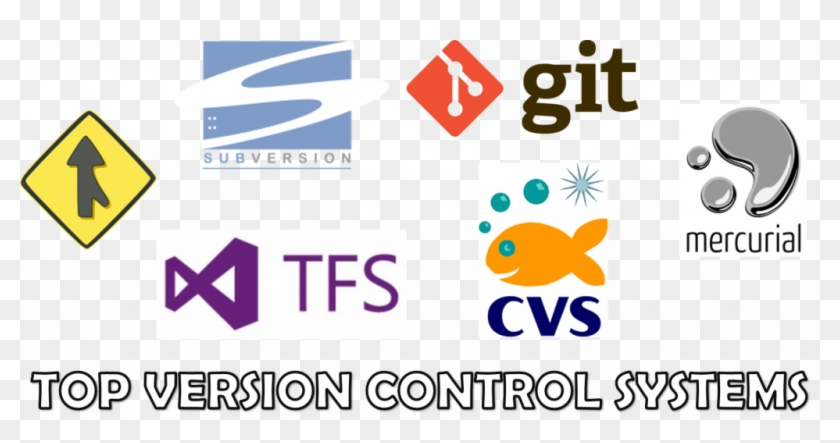 SUBVERSION
git
mercurial
TFS
CVS
TOP VERSION CONTROL SYSTEMS